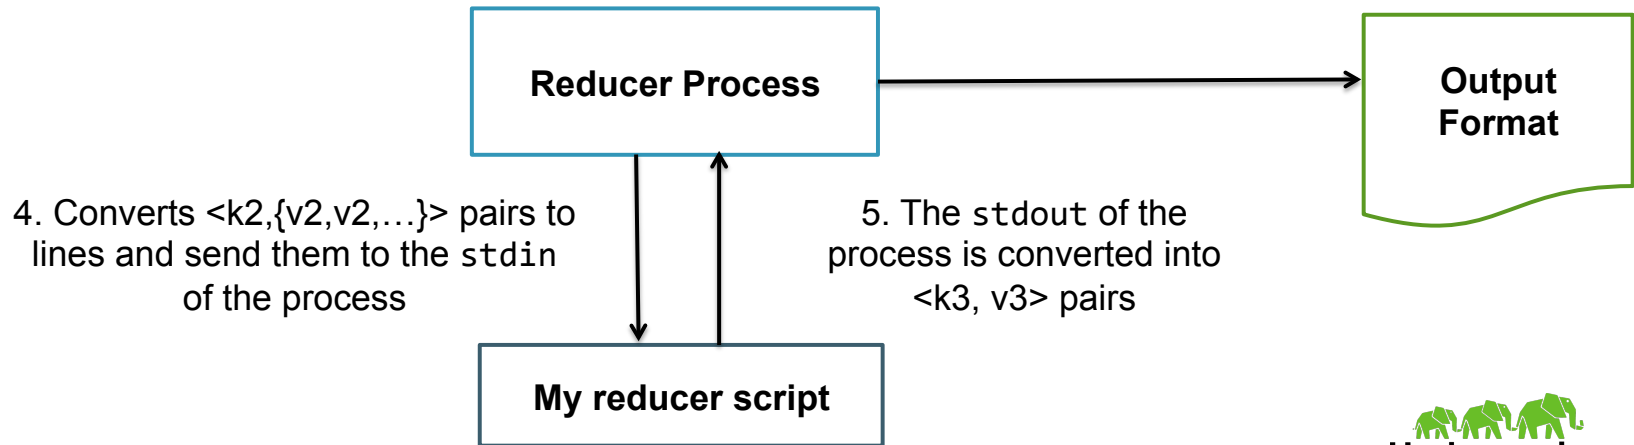 Reducer Process
Output
Format
4. Converts <k2,{v2,v2,…}> pairs to
lines and send them to the stdin
of the process
5. The stdout of the
process is converted into
<k3, v3> pairs
My reducer script